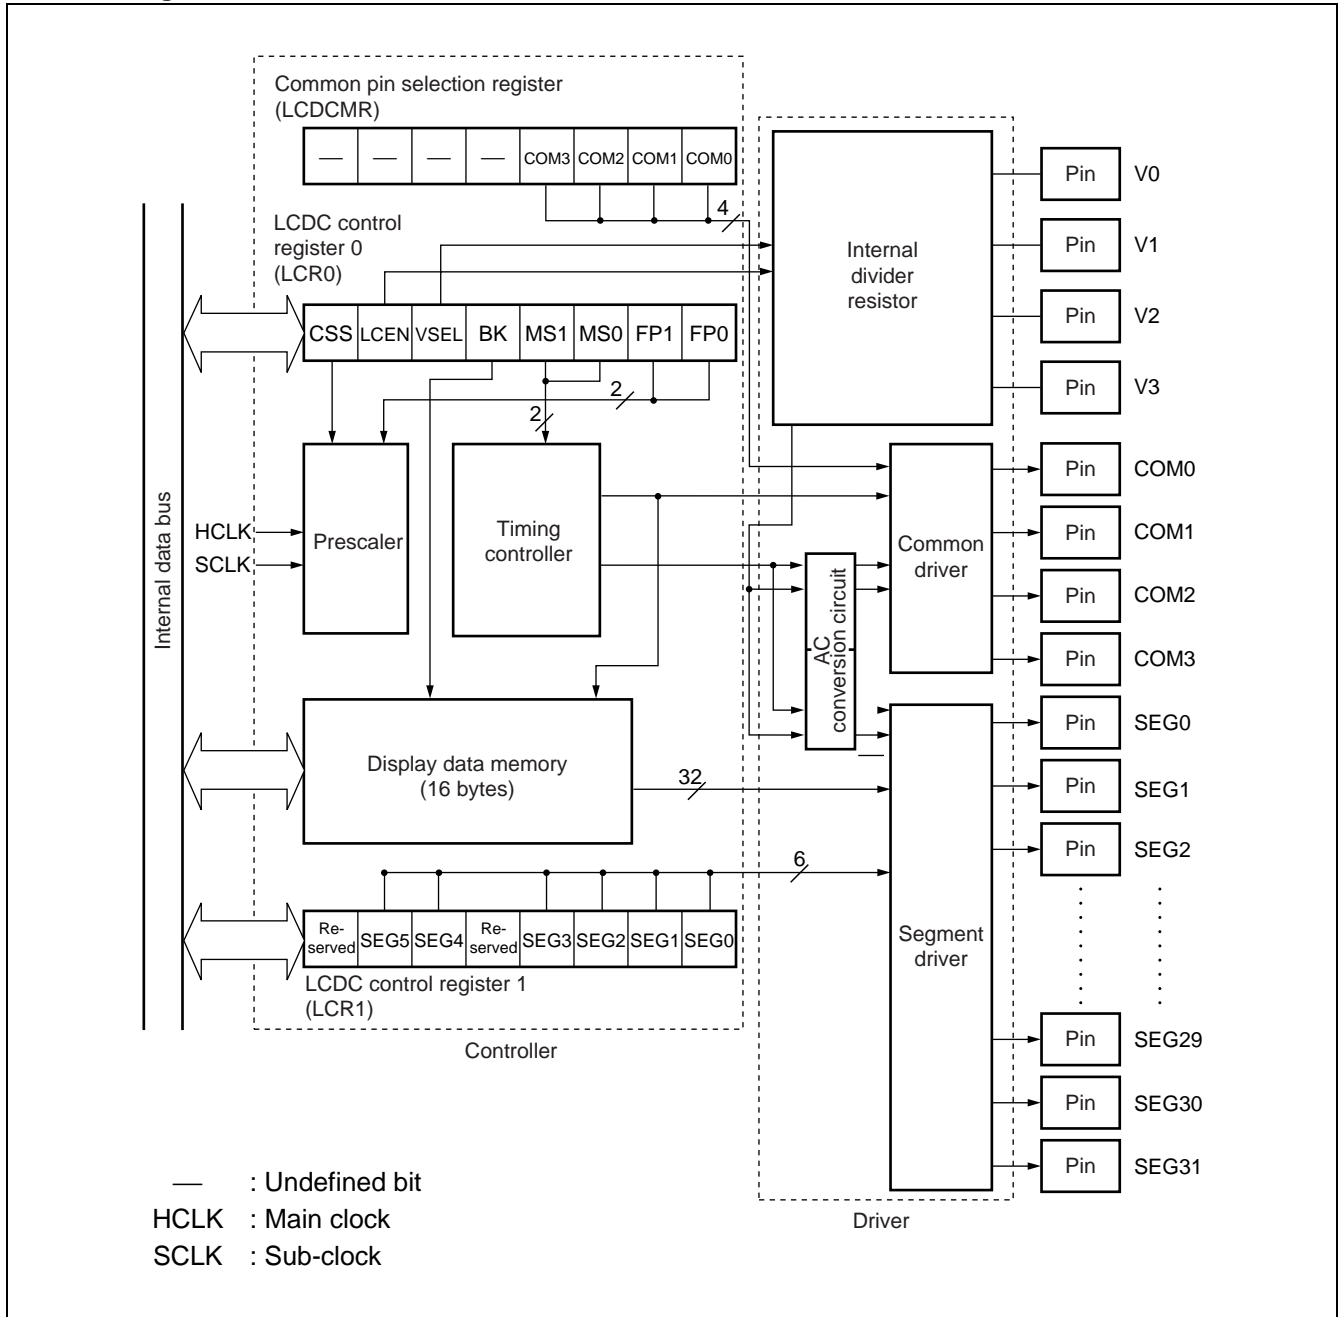 Common pin selection register
(LCDCMR)
— — — — COM3 COM2 COM1 COM0
4
LCDC control
register 0
(LCR0)
CSS LCEN VSEL BK MS1 MS0 FP1 FP0
2
2
Internal data bus
HCLK
SCLK
Prescaler
Timing
controller
Display data memory
(16 bytes)
32
6
Re-
served SEG5 SEG4 Re-
served SEG3 SEG2 SEG1 SEG0
LCDC control register 1
(LCR1)
Controller
Internal
divider
resistor
AC
conversion circuit
Common
driver
Segment
driver
Driver
Pin V0
Pin V1
Pin V2
Pin V3
Pin COM0
Pin COM1
Pin COM2
Pin COM3
Pin SEG0
Pin SEG1
Pin SEG2
Pin SEG29
Pin SEG30
Pin SEG31
— : Undefined bit
HCLK : Main clock
SCLK : Sub-clock